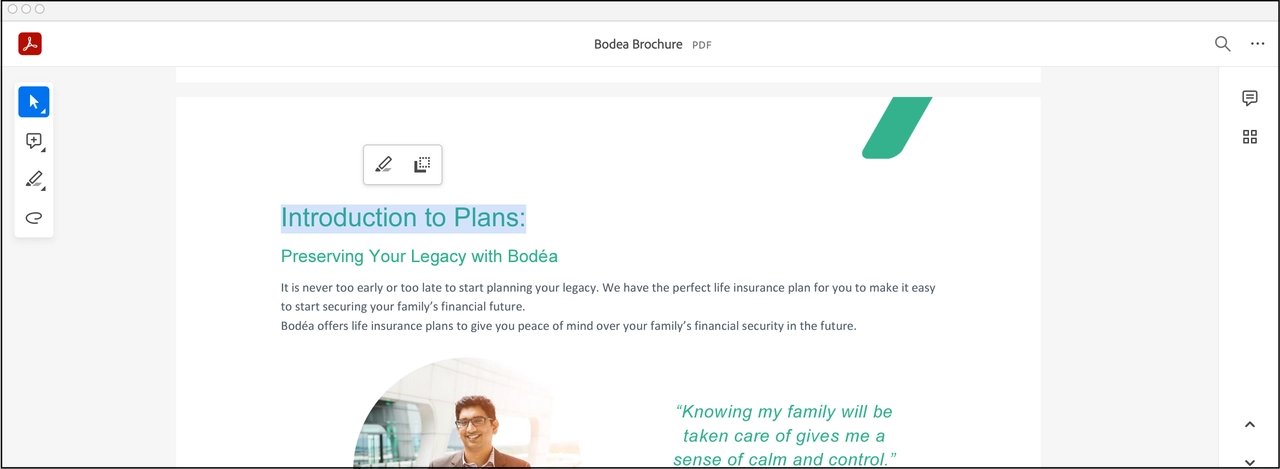 Bodea Brochure PDF
Introduction to Plans:
Preserving Your Legacy with Bodéa
It is never too early or too late to start planning your legacy. We have the perfect life insurance plan for you to make it easy
to start securing your family’s financial future.
Bodéa offers life insurance plans to give you peace of mind over your family’s financial security in the future.
“Knowing my family will be
taken care of gives me a
sense of calm and control.”